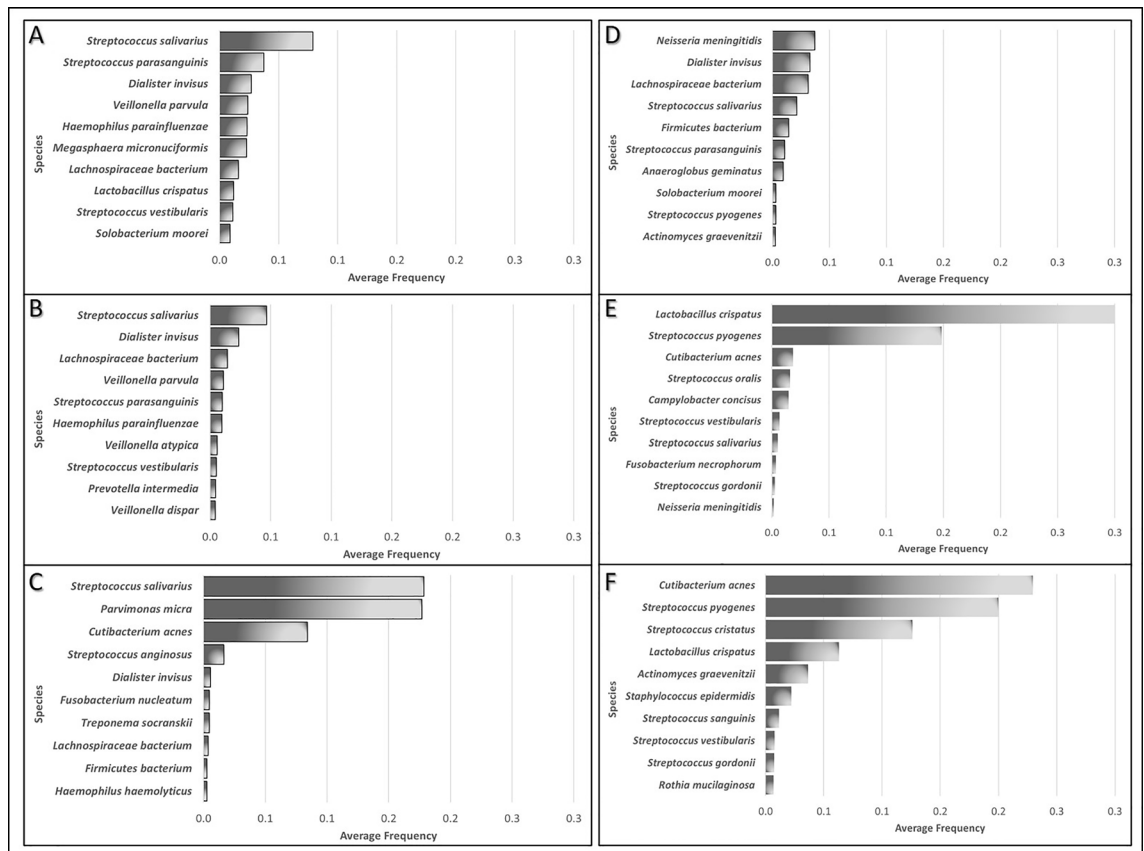 A
Species
Streptococcus salivarius
Streptococcus parasanguinis
Dialister invisus
Veillonella parvula
Haemophilus parainfluenzae
Megasphaera micronuciformis
Lachnospiraceae bacterium
Lactobacillus crispatus
Streptococcus vestibularis
Solobacterium moorei
0.0 0.1 0.1 0.2 0.2 0.3 0.3
Average Frequency
B
Species
Streptococcus salivarius
Dialister invisus
Lachnospiraceae bacterium
Veillonella parvula
Streptococcus parasanguinis
Haemophilus parainfluenzae
Veillonella atypica
Streptococcus vestibularis
Prevotella intermedia
Veillonella dispar
0.0 0.1 0.1 0.2 0.2 0.3 0.3
Average Frequency
C
Species
Streptococcus salivarius
Parvimonas micra
Cutibacterium acnes
Streptococcus anginosus
Dialister invisus
Fusobacterium nucleatum
Treponema socranskii
Lachnospiraceae bacterium
Firmicutes bacterium
Haemophilus haemolyticus
0.0 0.1 0.1 0.2 0.2 0.3 0.3
Average Frequency
D
Species
Neisseria meningitidis
Dialister invisus
Lachnospiraceae bacterium
Streptococcus salivarius
Firmicutes bacterium
Streptococcus parasanguinis
Anaeroglobus geminatus
Solobacterium moorei
Streptococcus pyogenes
Actinomyces graevenitzii
0.0 0.1 0.1 0.2 0.2 0.3 0.3
Average Frequency
E
Species
Lactobacillus crispatus
Streptococcus pyogenes
Cutibacterium acnes
Streptococcus oralis
Campylobacter concisus
Streptococcus vestibularis
Streptococcus salivarius
Fusobacterium necrophorum
Streptococcus gordonii
Neisseria meningitidis
0.0 0.1 0.1 0.2 0.2 0.3 0.3
Average Frequency
F
Species
Cutibacterium acnes
Streptococcus pyogenes
Streptococcus cristatus
Lactobacillus crispatus
Actinomyces graevenitzii
Staphylococcus epidermidis
Streptococcus sanguinis
Streptococcus vestibularis
Streptococcus gordonii
Rothia mucilaginosa
0.0 0.1 0.1 0.2 0.2 0.3 0.3
Average Frequency